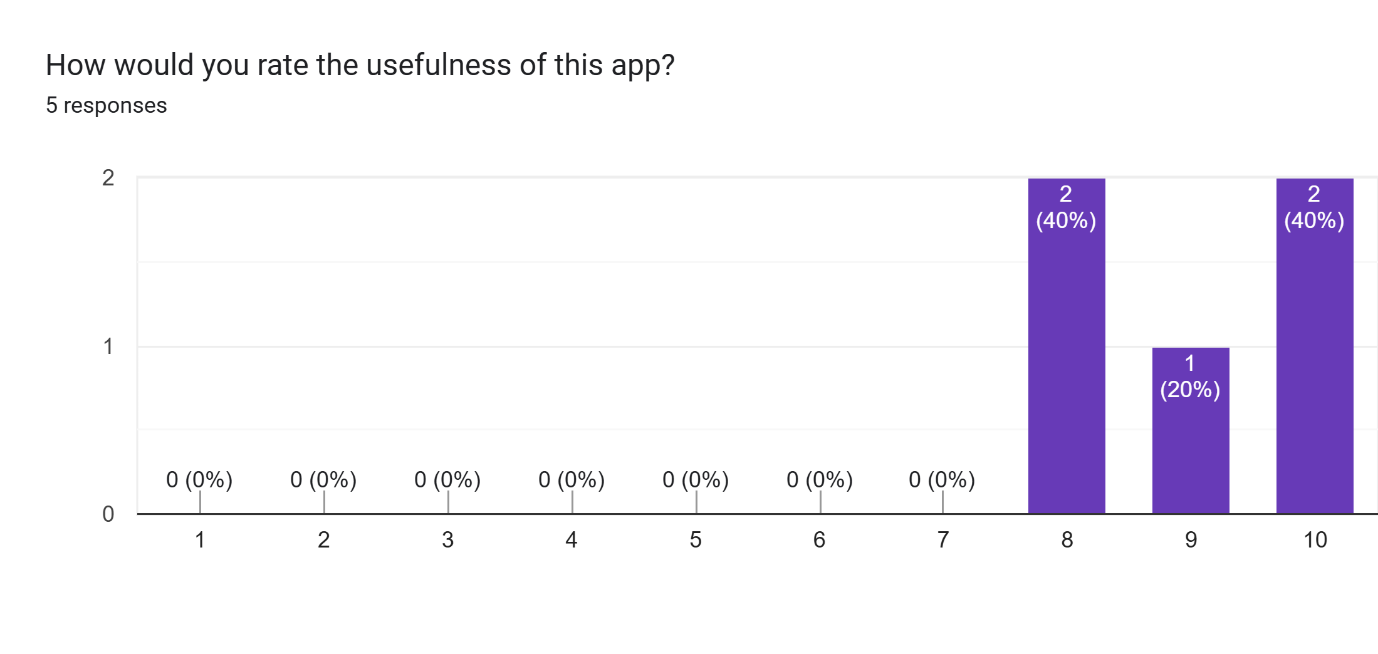 How would you rate the usefulness of this app?
5 responses
2
1
0
0 (0%) 0 (0%) 0 (0%) 0 (0%) 0 (0%) 0 (0%) 0 (0%)
2
(40%)
1
(20%)
2
(40%)
1 2 3 4 5 6 7 8 9 10